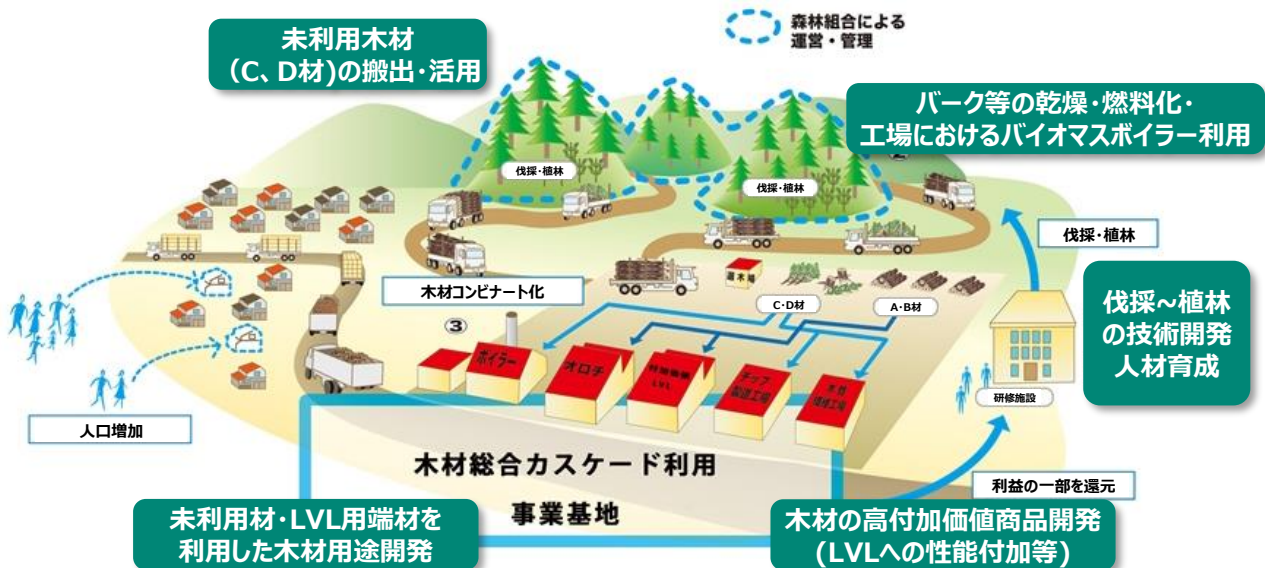 森林組合による
運営・管理
未利用木材
（C、D材)の搬出・活用
バーク等の乾燥・燃料化・
工場におけるバイオマスボイラー利用
伐採・植林
伐採・植林
伐採・植林
木材コンビナート化
C・D材
A・B材
伐採~植林
の技術開発
人材育成
③
ボイラー
オロチ
LVL
チップ
製造工場
研修施設
人口増加
木材総合カスケード利用
事業基地
利益の一部を還元
未利用材・LVL用端材を
利用した木材用途開発
木材の高付加価値商品開発
(LVLへの性能付加等)